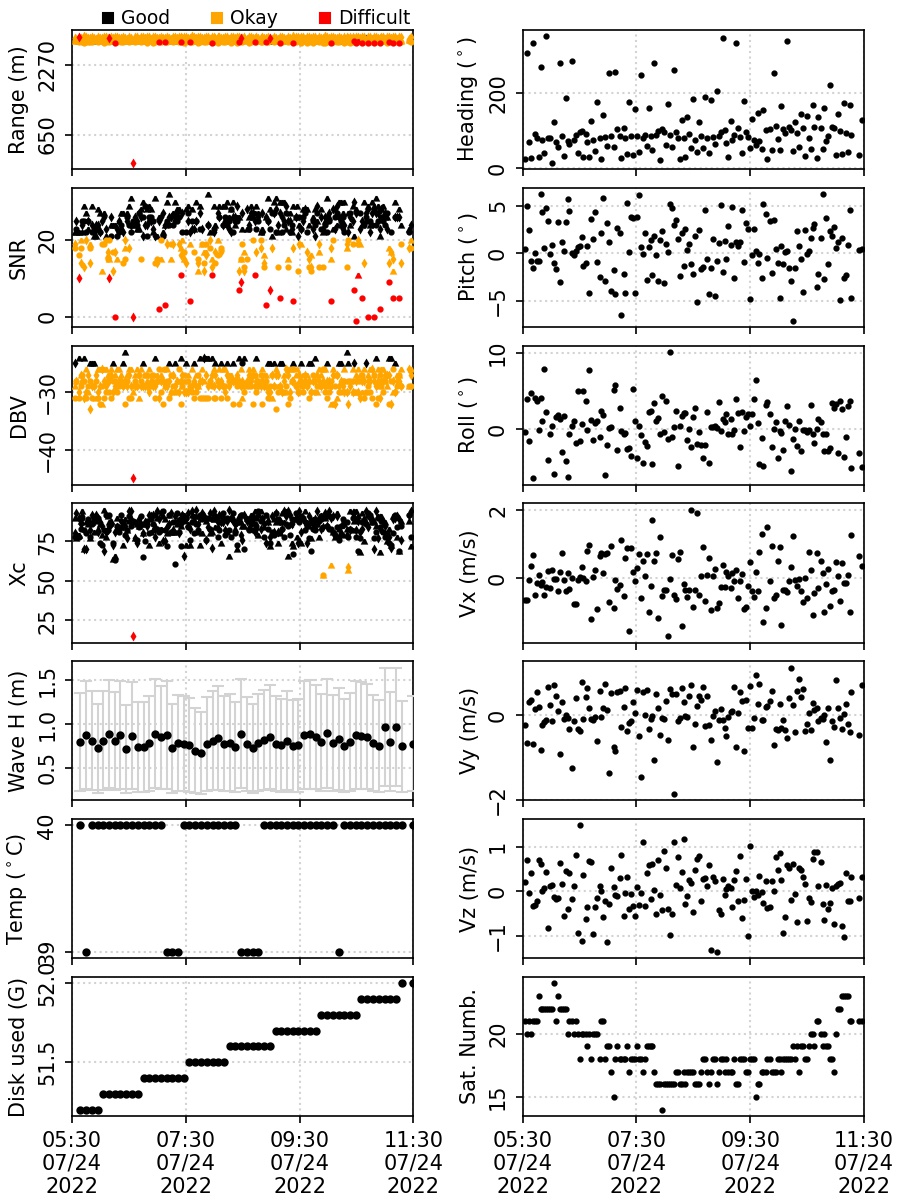 Good Okay Difficult
Range (m)
2270
650
Heading (°)
200
0
SNR
20
0
Pitch (°)
5
0
−5
DBV
−30
−40
Roll (°)
10
0
Xc
75
50
25
Vx (m/s)
2
0
Wave H (m)
1.5
1.0
0.5
Vy (m/s)
0
−2
Temp (°C)
40
39
Vz (m/s)
1
0
−1
Disk used (G)
52.0
51.5
Sat. Numb.
20
15
05:30 07:30 09:30 11:30 05:30 07:30 09:30 11:30
07/24 07/24 07/24 07/24 07/24 07/24 07/24 07/24
2022 2022 2022 2022 2022 2022 2022 2022